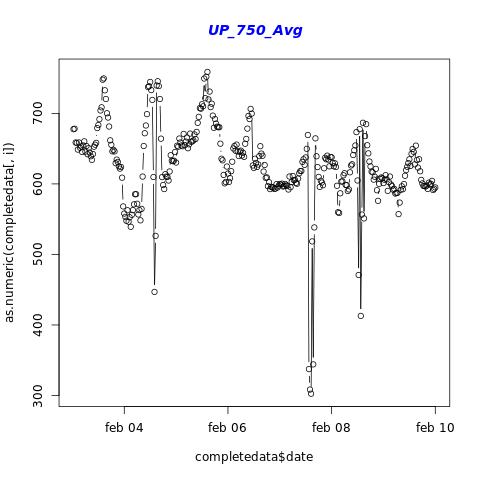 UP_750_Avg
as.numeric(completedata[, i])
700
600
500
400
300
feb 04 feb 06 feb 08 feb 10
completedata$date